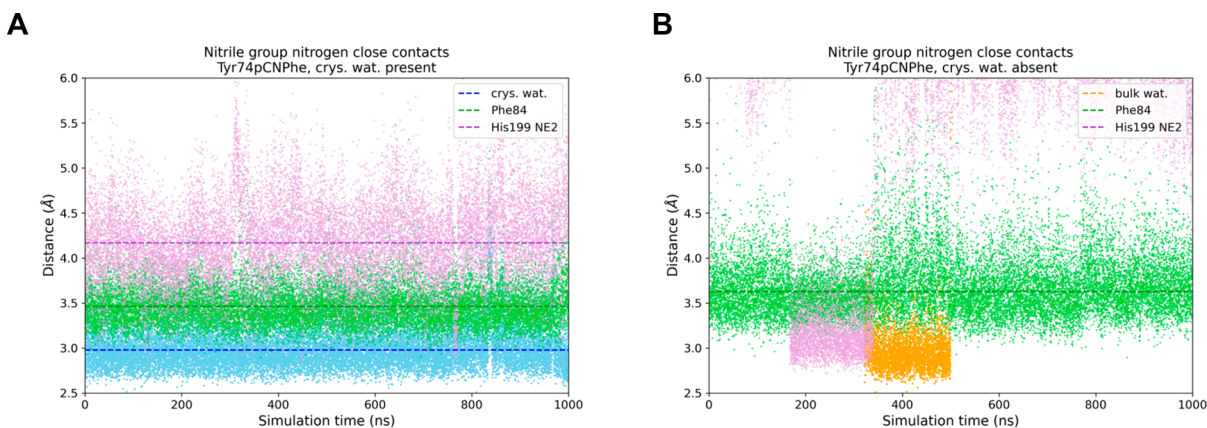 A
Nitrile group nitrogen close contacts
Tyr74pCNPhe, crys. wat. present
6.0
5.5
5.0
4.5
4.0
3.5
3.0
2.5
Distance (Å)
crys. wat.
Phe84
His199 NE2
0
200
400
600
800
1000
Simulation time (ns)
B
Nitrile group nitrogen close contacts
Tyr74pCNPhe, crys. wat. absent
6.0
5.5
5.0
4.5
4.0
3.5
3.0
2.5
Distance (Å)
bulk wat.
Phe84
His199 NE2
0
200
400
600
800
1000
Simulation time (ns)